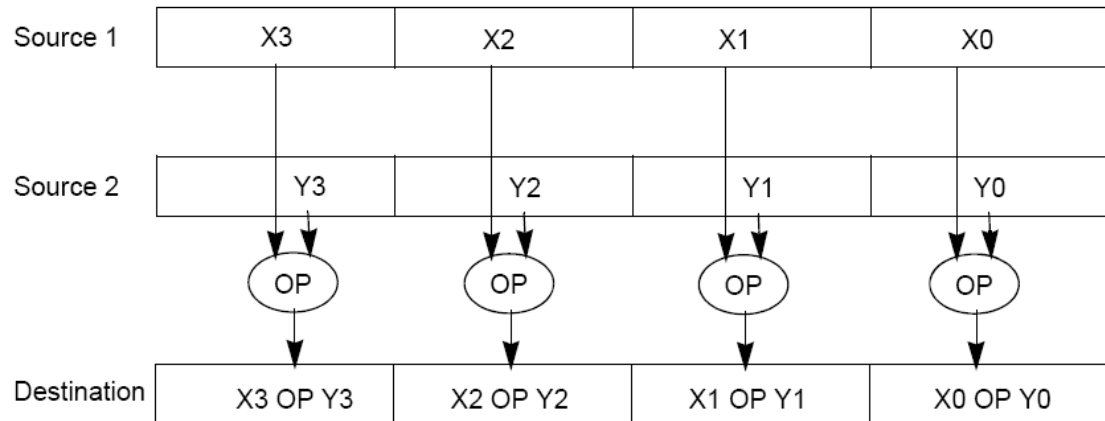 Source 1 X3 X2 X1 X0
Source 2 Y3 Y2 Y1 Y0
OP OP OP OP
Destination X3 OP Y3 X2 OP Y2 X1 OP Y1 X0 OP Y0